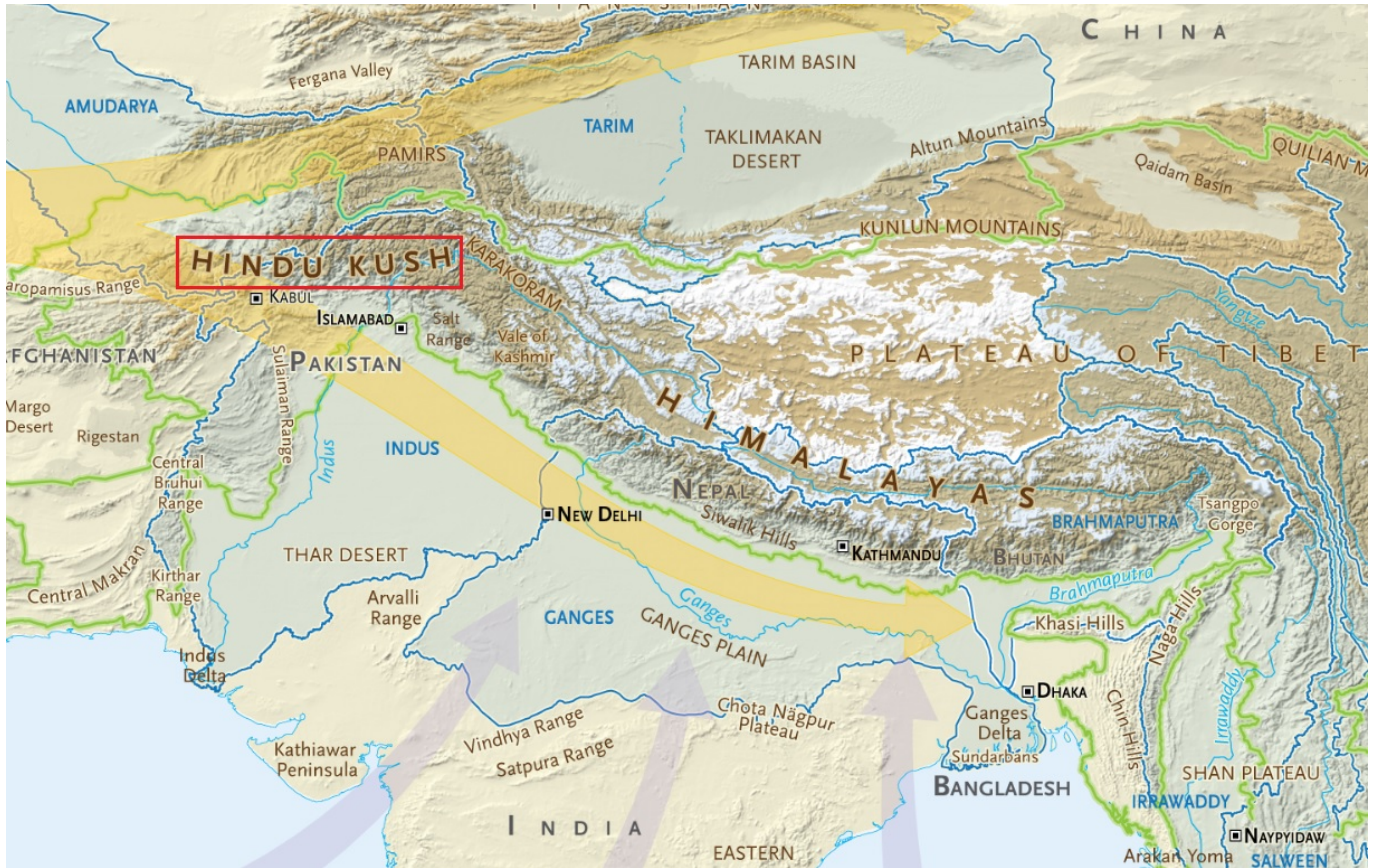 TIAN SHAN
CHINA
Fergana Valley
TARIM BASIN
AMUDARYA
TARIM
TAKLIMAKAN
DESERT
Altun Mountains
QUILIAN M
Qaidam Basin
PAMIRS
KUNLUN MOUNTAINS
HINDU KUSH
KARAKORAM
aropamisus Range
KABUL
ISLAMABAD
Salt
Range
Vale of
Kashmir
Yangtze
PLATEAU OF TIBET
FGHANISTAN
PAKISTAN
Sulaiman Range
HIMALAYAS
Margo
Desert
Rigestan
INDUS
Indus
Central
Bruhui
Range
NEPAL
Siwalik Hills
NEW DELHI
KATHMANDU
BRAHMAPUTRA
Tsangpo
Gorge
BHUTAN
Brahmaputra
THAR DESERT
Central Makran
Kirthar
Range
Arvalli
Range
GANGES
Ganges
GANGES PLAIN
Khasi-Hills
Naga Hills
Indus
Delta
DHAKA
Chin Hills
Irrawaddy
Chota Nägpur
Plateau
Ganges
Delta
Sundarbans
Vindhya Range
Satpura Range
Kathiawar
Peninsula
BANGLADESH
SHAN PLATEAU
IRRAWADDY
INDIA
EASTERN
NAYPYIDAW
Arakan Yoma
SALWEEN